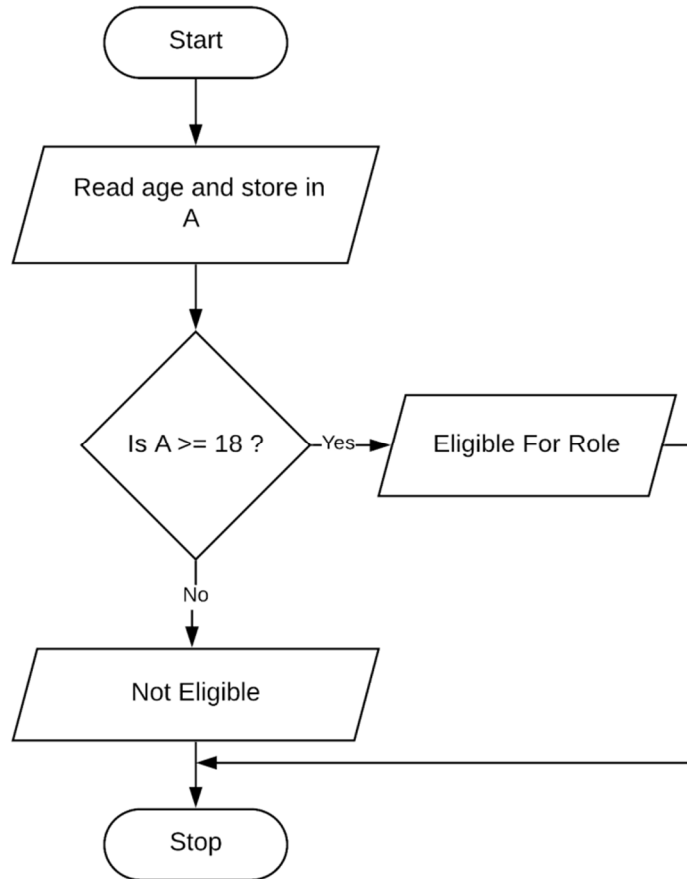 Start
Read age and store in
A
Is A >= 18 ?
Yes
Eligible For Role
No
Not Eligible
Stop